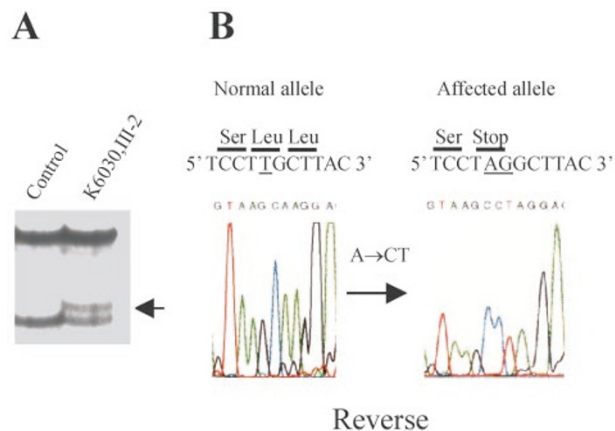 A
B
Control
K6030,III-2
Normal allele
Affected allele
Ser Leu Leu
Ser Stop
5' TCCTTGCTTAC 3'
5' TCCTAGGCTTAC 3'
G T A A G C A A G G A
G T A A G C C T A G G A
A→CT
Reverse